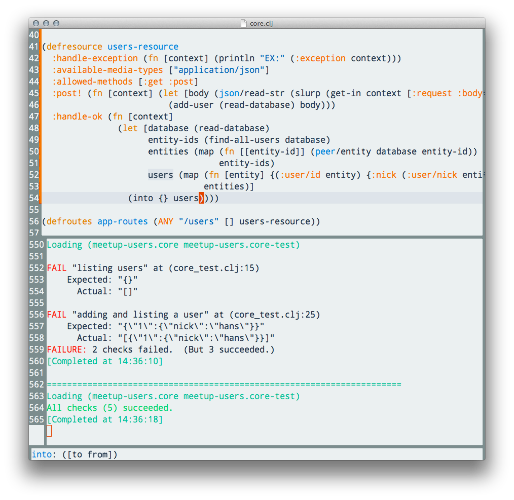 core.clj
40
41 (defresource users-resource
42 :handle-exception (fn [context] (println "EX:" (:exception context)))
43 :available-media-types ["application/json"]
44 :allowed-methods [:get :post]
45 :post! (fn [context] (let [body (json/read-str (slurp (get-in context [:request :body
46 (add-user (read-database) body)))
47 :handle-ok (fn [context]
48 (let [database (read-database)
49 entity-ids (find-all-users database)
50 entities (map (fn [[entity-id]] (peer/entity database entity-id))
51 entity-ids)
52 users (map (fn [entity] {(:user/id entity) {:nick (:user/nick enti
53 entities)]
54 (into {} users))))
55
56 (defroutes app-routes (ANY "/users" [] users-resource))
57
550 Loading (meetup-users.core meetup-users.core-test)
551
552 FAIL "listing users" at (core_test.clj:15)
553 Expected: "{}"
554 Actual: "[]"
555
556 FAIL "adding and listing a user" at (core_test.clj:25)
557 Expected: "{\"1\":{\"nick\":\"hans\"}}"
558 Actual: "[{\"1\":{\"nick\":\"hans\"}}]"
559 FAILURE: 2 checks failed. (But 3 succeeded.)
560 [Completed at 14:36:10]
561
562 ====================================================================
563 Loading (meetup-users.core meetup-users.core-test)
564 All checks (5) succeeded.
565 [Completed at 14:36:18]
into: ([to from])